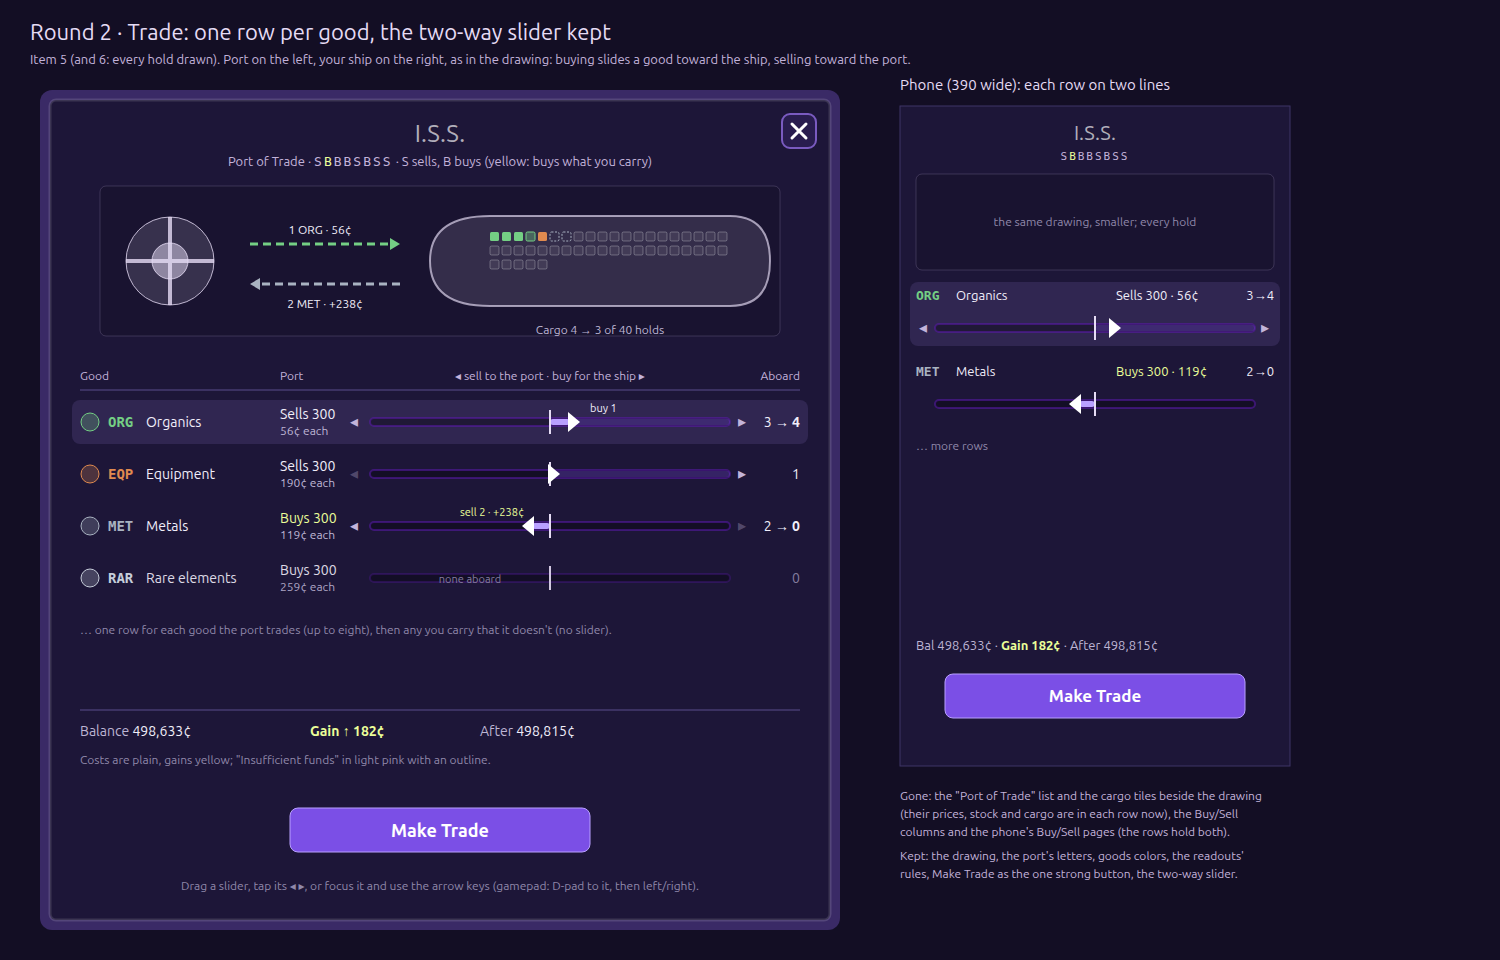 Round 2 · Trade: one row per good, the two-way slider kept
Item 5 (and 6: every hold drawn). Port on the left, your ship on the right, as in the drawing: buying slides a good toward the ship, selling toward the port.
I.S.S.
Port of Trade · S B B B S B S S · S sells, B buys (yellow: buys what you carry)
1 ORG · 56¢
2 MET · +238¢
Cargo 4 → 3 of 40 holds
Good Port ◂ sell to the port · buy for the ship ▸ Aboard
buy 1
ORG Organics Sells 300 ◂ ▸ 3 → 4
56¢ each
EQP Equipment Sells 300 ◂ ▸ 1
190¢ each
sell 2 · +238¢
MET Metals Buys 300 ◂ ▸ 2 → 0
119¢ each
RAR Rare elements Buys 300 none aboard 0
259¢ each
… one row for each good the port trades (up to eight), then any you carry that it doesn't (no slider).
Balance 498,633¢ Gain ↑ 182¢ After 498,815¢
Costs are plain, gains yellow; "Insufficient funds" in light pink with an outline.
Make Trade
Drag a slider, tap its ◂ ▸, or focus it and use the arrow keys (gamepad: D-pad to it, then left/right).
Phone (390 wide): each row on two lines
I.S.S.
S B B B S B S S
the same drawing, smaller; every hold
ORG Organics Sells 300 · 56¢ 3→4
◂ ▸
MET Metals Buys 300 · 119¢ 2→0
… more rows
Bal 498,633¢ · Gain 182¢ · After 498,815¢
Make Trade
Gone: the "Port of Trade" list and the cargo tiles beside the drawing
(their prices, stock and cargo are in each row now), the Buy/Sell
columns and the phone's Buy/Sell pages (the rows hold both).
Kept: the drawing, the port's letters, goods colors, the readouts'
rules, Make Trade as the one strong button, the two-way slider.